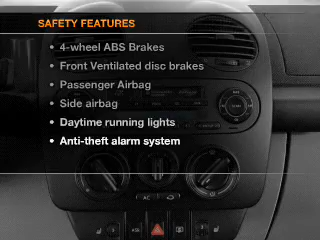 SAFETY FEATURES
• 4-wheel ABS Brakes
• Front Ventilated disc brakes
• Passenger Airbag
• Side airbag
• Daytime running lights
• Anti-theft alarm system
AC